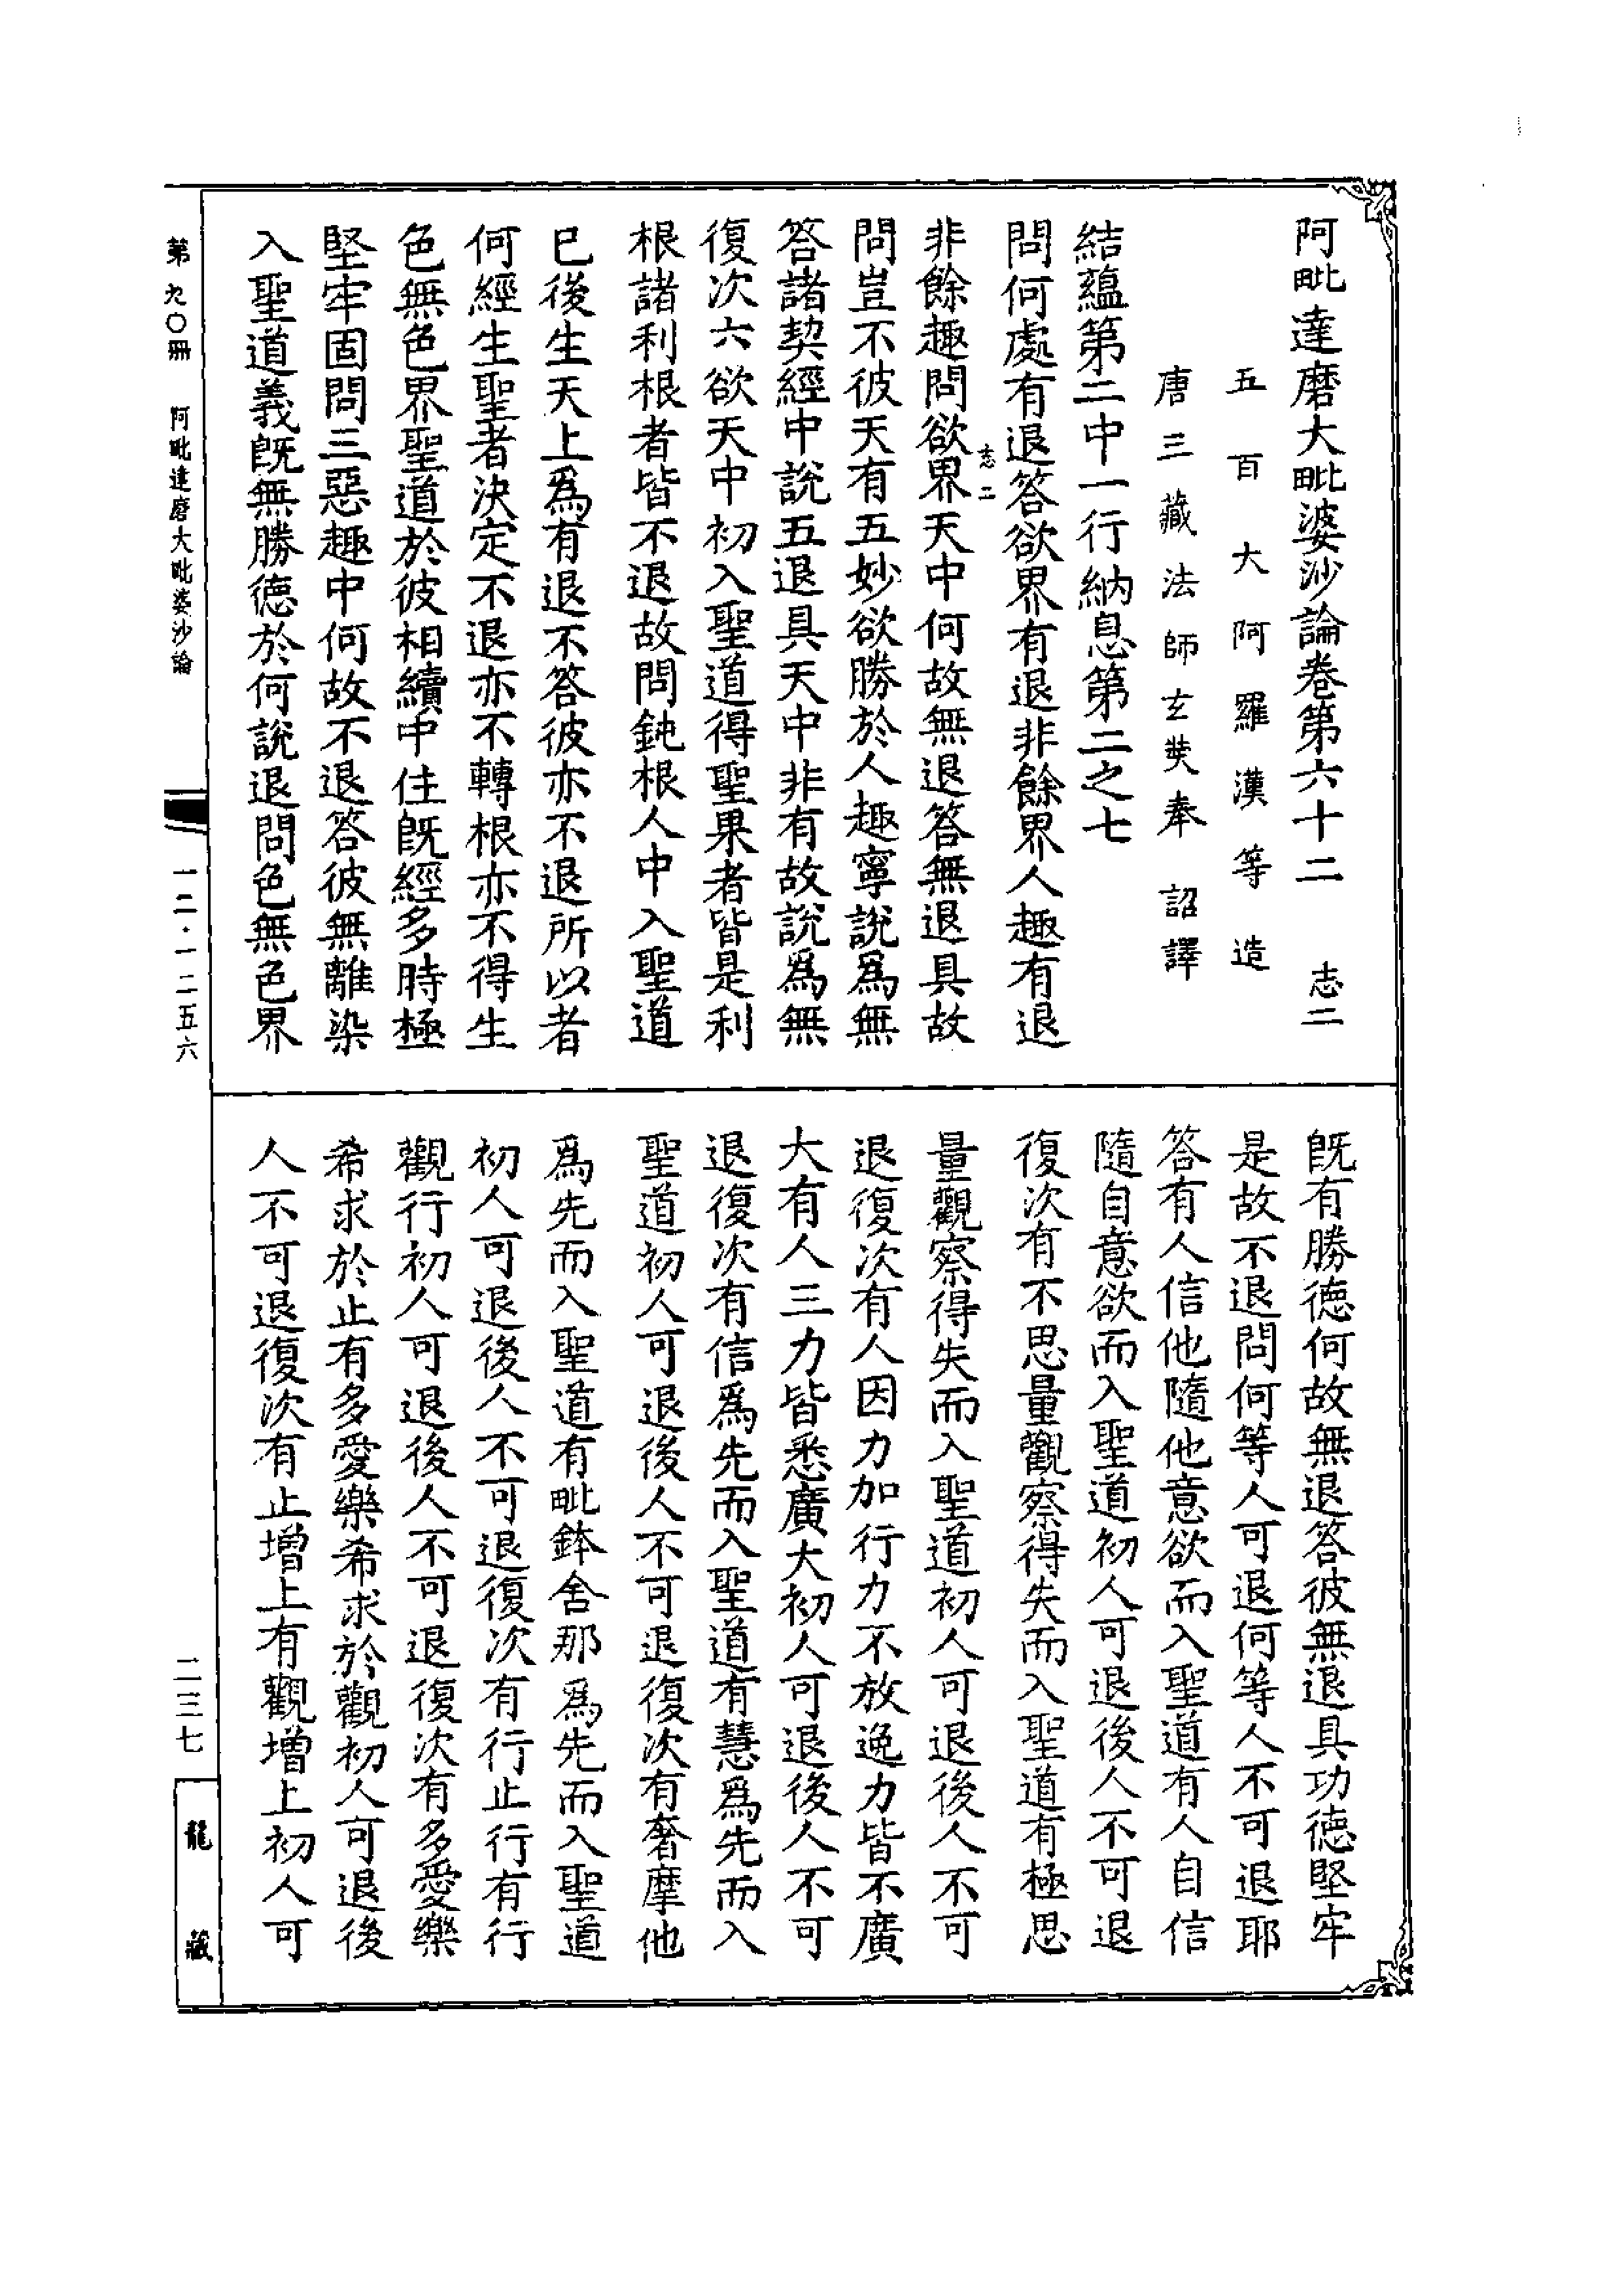 阿毗達磨大毗婆沙論卷第六十二 志二
五百大阿羅漢等造
唐三藏法師玄奘奉 詔譯
結蘊第二中一行納息第二之七
問何處有退答欲界有退非餘界人趣有退
志二
非餘趣問欲界天中何故無退答無退具故
問豈不彼天有五妙欲勝於人趣寧說爲無
答諸契經中說五退具天中非有故說爲無
復次六欲天中初入聖道得聖果者皆是利
根諸利根者皆不退故問鈍根人中入聖道
已後生天上爲有退不答彼亦不退所以者
何經生聖者決定不退亦不轉根亦不得生
色無色界聖道於彼相續中住旣經多時極
堅牢固問三惡趣中何故不退答彼無離染
入聖道義旣無勝德於何說退問色無色界
旣有勝德何故無退答彼無退具功德堅牢
是故不退問何等人可退何等人不可退耶
答有人信他隨他意欲而入聖道有人自信
隨自意欲而入聖道初人可退後人不可退
復次有不思量觀察得失而入聖道有極思
量觀察得失而入聖道初人可退後人不可
退復次有人因力加行力不放逸力皆不廣
大有人三力皆悉廣大初人可退後人不可
退復次有信爲先而入聖道有慧爲先而入
聖道初人可退後人不可退復次有奢摩他
爲先而入聖道有毗鉢舍那爲先而入聖道
初人可退後人不可退復次有行止行有行
觀行初人可退後人不可退復次有多愛樂
希求於止有多愛樂希求於觀初人可退後
人不可退復次有止增上有觀增上初人可
第九〇冊 阿毗達磨大毗婆沙論 一二·一二五六 二三七 龍藏